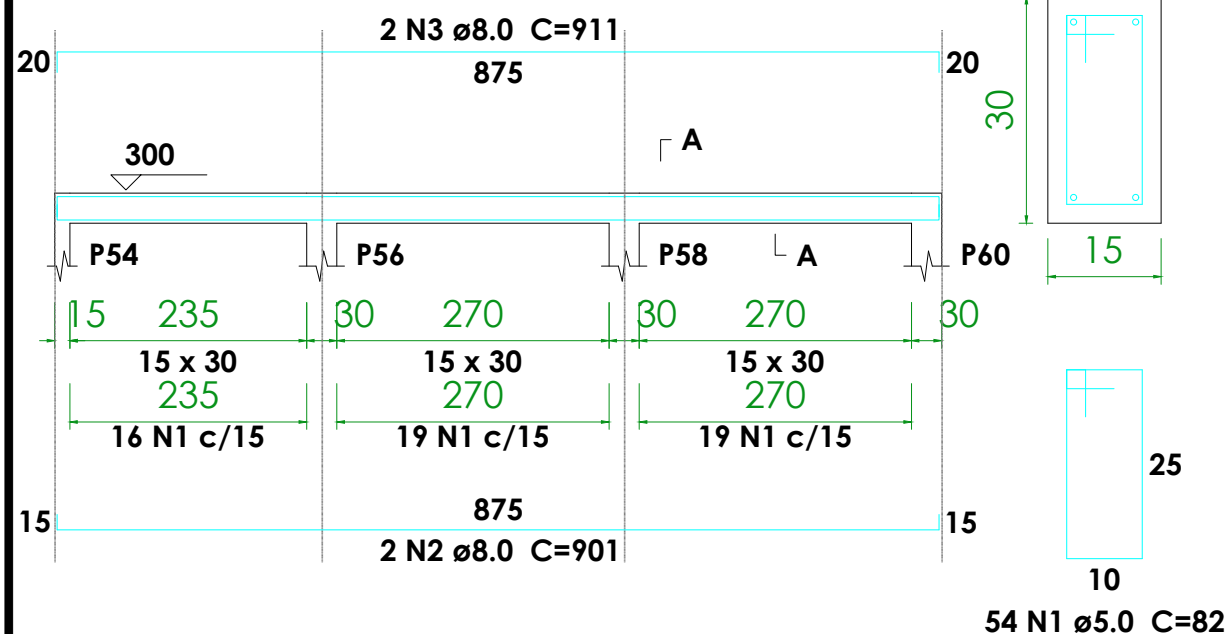 2 N3 ø8.0 C=911
20 875 20
30
A
300
P54 P56 P58 A P60
15
15 235 30 270 30 270 30
15 x 30 15 x 30 15 x 30
235 270 270
16 N1 c/15 19 N1 c/15 19 N1 c/15
25
15 875 15
2 N2 ø8.0 C=901
10
54 N1 ø5.0 C=82